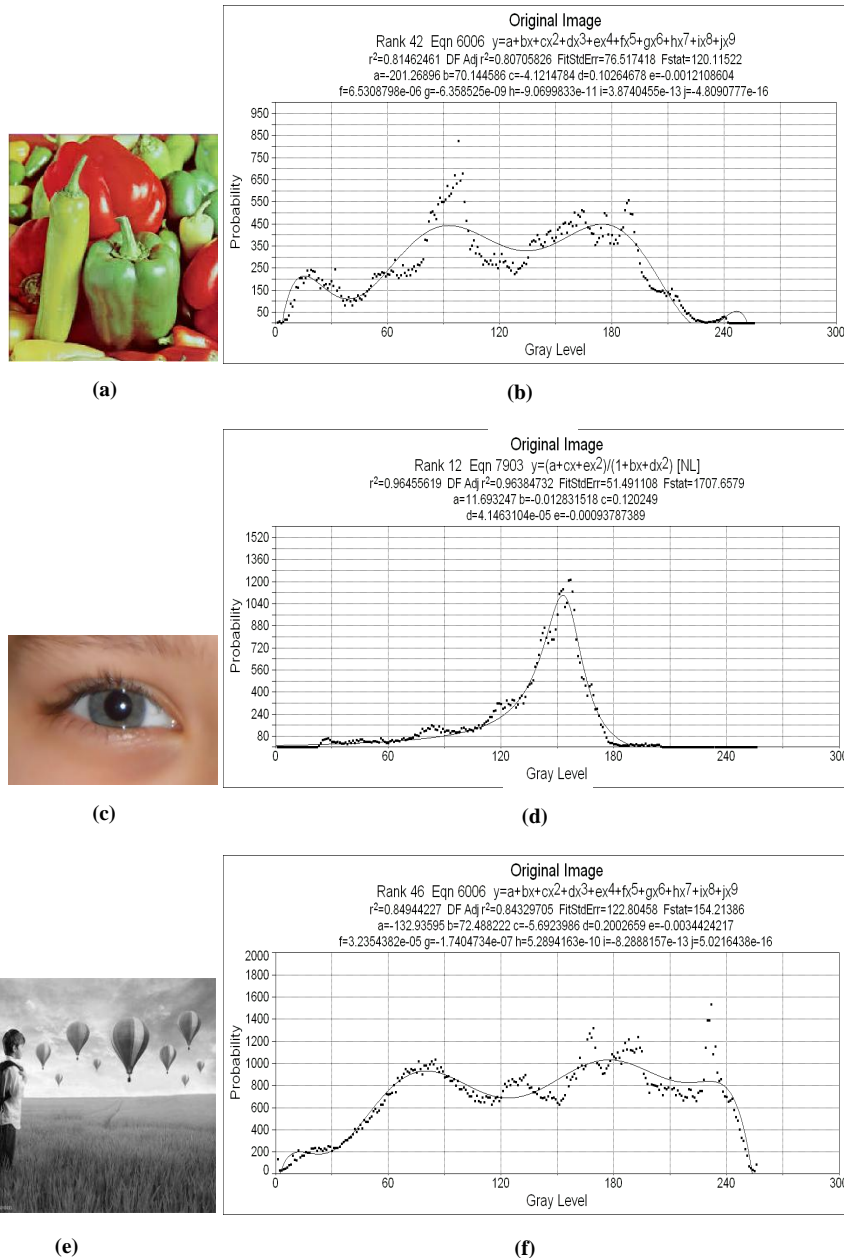 Original Image
Rank 42 Eqn 6006 y=a+bx+cx2+dx3+ex4+fx5+gx6+hx7+ix8+jx9
r2=0.81462461 DF Adj r2=0.80705826 FitStdErr=76.517418 Fstat=120.11522
a=-201.26896 b=70.144586 c=-4.1214784 d=0.10264678 e=-0.0012108604
f=6.5308798e-06 g=-6.358525e-09 h=-9.0699833e-11 i=3.8740455e-13 j=-4.8090777e-16
950
850
750
650
550
450
350
250
150
50
Probability
0 60 120 180 240 300
Gray Level
(a)
(b)
Original Image
Rank 12 Eqn 7903 y=(a+cx+ex2)/(1+bx+dx2) [NL]
r2=0.96455619 DF Adj r2=0.96384732 FitStdErr=51.491108 Fstat=1707.6579
a=11.693247 b=-0.012831518 c=0.120249
d=4.1463104e-05 e=-0.00093787389
1520
1360
1200
1040
880
720
560
400
240
80
Probability
0 60 120 180 240 300
Gray Level
(c)
(d)
Original Image
Rank 46 Eqn 6006 y=a+bx+cx2+dx3+ex4+fx5+gx6+hx7+ix8+jx9
r2=0.84944227 DF Adj r2=0.84329705 FitStdErr=122.80458 Fstat=154.21386
a=-132.93595 b=72.488222 c=-5.6923986 d=0.2002659 e=-0.0034424217
f=3.2354382e-05 g=-1.7404734e-07 h=5.2894163e-10 i=-8.2888157e-13 j=5.0216438e-16
2000
1800
1600
1400
1200
1000
800
600
400
200
0
Probability
0 60 120 180 240 300
Gray Level
(e)
(f)